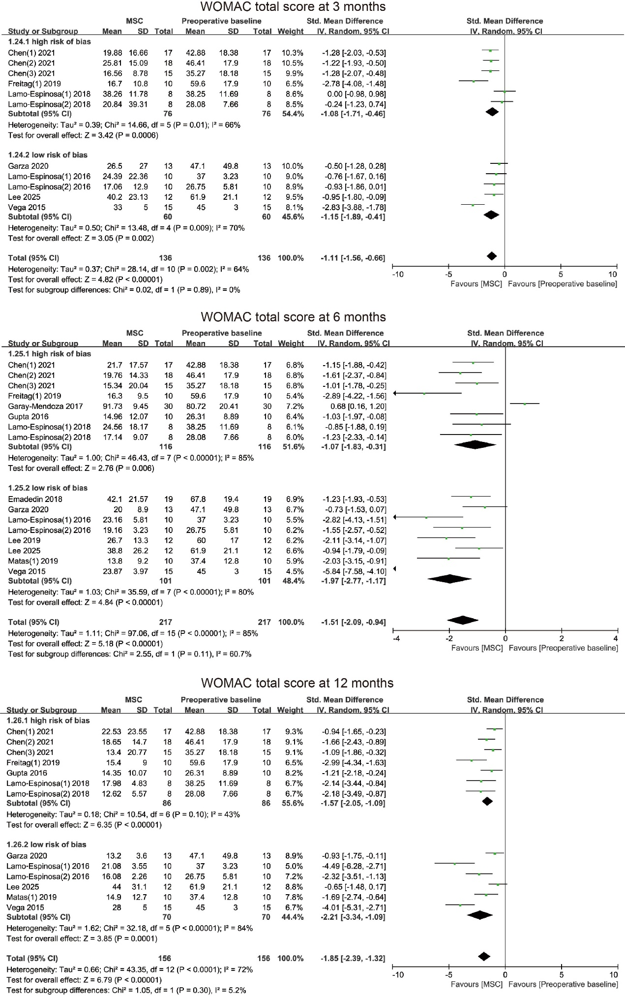 WOMAC total score at 3 months
MSC Preoperative baseline Std. Mean Difference Std. Mean Difference
Study or Subgroup Mean SD Total Mean SD Total Weight IV, Random, 95% CI IV, Random, 95% CI
1.24.1 high risk of bias
Chen(1) 2021 19.88 16.66 17 42.88 18.38 17 10.3% -1.28 [-2.03, -0.53]
Chen(2) 2021 25.81 15.09 18 46.41 17.9 18 10.5% -1.22 [-1.93, -0.50]
Chen(3) 2021 16.56 8.78 15 35.27 18.18 15 9.9% -1.28 [-2.07, -0.48]
Freitag(1) 2019 16.7 10.8 10 59.6 17.9 10 6.5% -2.78 [-4.08, -1.48]
Lamo-Espinosa(1) 2018 38.26 11.78 8 38.25 11.69 8 8.6% 0.00 [-0.98, 0.98]
Lamo-Espinosa(2) 2018 20.84 39.31 8 28.08 7.66 8 8.5% -0.24 [-1.23, 0.74]
Subtotal (95% CI) 76 76 54.4% -1.08 [-1.71, -0.46]
Heterogeneity: Tau² = 0.39; Chi² = 14.66, df = 5 (P = 0.01); I² = 66%
Test for overall effect: Z = 3.42 (P = 0.0006)
1.24.2 low risk of bias
Garza 2020 26.5 27 13 47.1 49.8 13 10.0% -0.50 [-1.28, 0.28]
Lamo-Espinosa(1) 2016 24.39 22.36 10 37 3.23 10 9.0% -0.76 [-1.67, 0.16]
Lamo-Espinosa(2) 2016 17.06 12.9 10 26.75 5.81 10 8.9% -0.93 [-1.86, 0.01]
Lee 2025 40.2 23.13 12 61.9 21.1 12 9.5% -0.95 [-1.80, -0.09]
Vega 2015 33 5 15 45 3 15 8.1% -2.83 [-3.88, -1.78]
Subtotal (95% CI) 60 60 45.6% -1.15 [-1.89, -0.41]
Heterogeneity: Tau² = 0.50; Chi² = 13.48, df = 4 (P = 0.009); I² = 70%
Test for overall effect: Z = 3.05 (P = 0.002)
Total (95% CI) 136 136 100.0% -1.11 [-1.56, -0.66]
Heterogeneity: Tau² = 0.37; Chi² = 28.14, df = 10 (P = 0.002); I² = 64%
Test for overall effect: Z = 4.82 (P < 0.00001)
Test for subgroup differences: Chi² = 0.02, df = 1 (P = 0.89), I² = 0%
-10 -5 0 5 10
Favours [MSC] Favours [Preoperative baseline]
WOMAC total score at 6 months
MSC Preoperative baseline Std. Mean Difference Std. Mean Difference
Study or Subgroup Mean SD Total Mean SD Total Weight IV, Random, 95% CI IV, Random, 95% CI
1.25.1 high risk of bias
Chen(1) 2021 21.7 17.57 17 42.88 18.38 17 6.8% -1.15 [-1.88, -0.42]
Chen(2) 2021 19.76 14.33 18 46.41 17.9 18 6.8% -1.61 [-2.37, -0.84]
Chen(3) 2021 15.34 20.04 15 35.27 18.18 15 6.8% -1.01 [-1.78, -0.25]
Freitag(1) 2019 16.3 9.5 10 59.6 17.9 10 5.4% -2.89 [-4.22, -1.56]
Garay-Mendoza 2017 91.73 9.45 30 80.72 20.41 30 7.2% 0.68 [0.16, 1.20]
Gupta 2016 14.96 12.07 10 26.31 8.89 10 6.4% -1.03 [-1.97, -0.08]
Lamo-Espinosa(1) 2018 24.56 18.17 8 38.25 11.69 8 6.1% -0.85 [-1.88, 0.19]
Lamo-Espinosa(2) 2018 17.14 9.07 8 28.08 7.66 8 6.0% -1.23 [-2.33, -0.14]
Subtotal (95% CI) 116 116 51.6% -1.07 [-1.83, -0.31]
Heterogeneity: Tau² = 1.00; Chi² = 46.43, df = 7 (P < 0.00001); I² = 85%
Test for overall effect: Z = 2.76 (P = 0.006)
1.25.2 low risk of bias
Emadedin 2018 42.1 21.57 19 67.8 19.4 19 6.9% -1.23 [-1.93, -0.53]
Garza 2020 20 8.9 13 47.1 49.8 13 6.7% -0.73 [-1.53, 0.07]
Lamo-Espinosa(1) 2016 23.16 5.81 10 37 3.23 10 5.5% -2.82 [-4.13, -1.51]
Lamo-Espinosa(2) 2016 19.16 3.23 10 26.75 5.81 10 6.2% -1.55 [-2.57, -0.52]
Lee 2019 26.7 13.3 12 60 17 12 6.2% -2.11 [-3.14, -1.07]
Lee 2025 38.8 26.2 12 61.9 21.1 12 6.6% -0.94 [-1.79, -0.09]
Matas(1) 2019 13.8 9.2 10 37.4 12.8 10 5.9% -2.03 [-3.15, -0.91]
Vega 2015 23.87 3.97 15 45 3 15 4.5% -5.84 [-7.58, -4.10]
Subtotal (95% CI) 101 101 48.4% -1.97 [-2.77, -1.17]
Heterogeneity: Tau² = 1.03; Chi² = 35.59, df = 7 (P < 0.00001); I² = 80%
Test for overall effect: Z = 4.84 (P < 0.00001)
Total (95% CI) 217 217 100.0% -1.51 [-2.09, -0.94]
Heterogeneity: Tau² = 1.11; Chi² = 97.06, df = 15 (P < 0.00001); I² = 85%
Test for overall effect: Z = 5.18 (P < 0.00001)
Test for subgroup differences: Chi² = 2.55, df = 1 (P = 0.11), I² = 60.7%
-4 -2 0 2 4
Favours [MSC] Favours [Preoperative baseline]
WOMAC total score at 12 months
MSC Preoperative baseline Std. Mean Difference Std. Mean Difference
Study or Subgroup Mean SD Total Mean SD Total Weight IV, Random, 95% CI IV, Random, 95% CI
1.26.1 high risk of bias
Chen(1) 2021 22.53 23.55 17 42.88 18.38 17 9.3% -0.94 [-1.65, -0.23]
Chen(2) 2021 18.65 14.7 18 46.41 17.9 18 9.1% -1.66 [-2.43, -0.89]
Chen(3) 2021 13.4 20.77 15 35.27 18.18 15 9.1% -1.09 [-1.86, -0.32]
Freitag(1) 2019 15.4 9 10 59.6 17.9 10 6.5% -2.99 [-4.34, -1.63]
Gupta 2016 14.35 10.07 10 26.31 8.89 10 8.2% -1.21 [-2.18, -0.24]
Lamo-Espinosa(1) 2018 17.98 4.83 8 38.25 11.69 8 6.7% -2.14 [-3.44, -0.84]
Lamo-Espinosa(2) 2018 12.62 5.57 8 28.08 7.66 8 6.7% -2.18 [-3.49, -0.87]
Subtotal (95% CI) 86 86 55.6% -1.57 [-2.05, -1.09]
Heterogeneity: Tau² = 0.18; Chi² = 10.54, df = 6 (P = 0.10); I² = 43%
Test for overall effect: Z = 6.35 (P < 0.00001)
1.26.2 low risk of bias
Garza 2020 13.2 3.6 13 47.1 49.8 13 8.9% -0.93 [-1.75, -0.11]
Lamo-Espinosa(1) 2016 21.08 3.55 10 37 3.23 10 5.0% -4.49 [-6.28, -2.71]
Lamo-Espinosa(2) 2016 16.08 2.26 10 26.75 5.81 10 7.2% -2.32 [-3.51, -1.13]
Lee 2025 44 31.1 12 61.9 21.1 12 8.8% -0.65 [-1.48, 0.17]
Matas(1) 2019 14.9 12.7 10 37.4 12.8 10 7.8% -1.69 [-2.74, -0.64]
Vega 2015 28 5 15 45 3 15 6.7% -4.01 [-5.31, -2.71]
Subtotal (95% CI) 70 70 44.4% -2.21 [-3.34, -1.09]
Heterogeneity: Tau² = 1.62; Chi² = 32.18, df = 5 (P < 0.00001); I² = 84%
Test for overall effect: Z = 3.85 (P = 0.0001)
Total (95% CI) 156 156 100.0% -1.85 [-2.39, -1.32]
Heterogeneity: Tau² = 0.66; Chi² = 43.35, df = 12 (P < 0.0001); I² = 72%
Test for overall effect: Z = 6.79 (P < 0.00001)
Test for subgroup differences: Chi² = 1.05, df = 1 (P = 0.30), I² = 5.2%
-10 -5 0 5 10
Favours [MSC] Favours [Preoperative baseline]